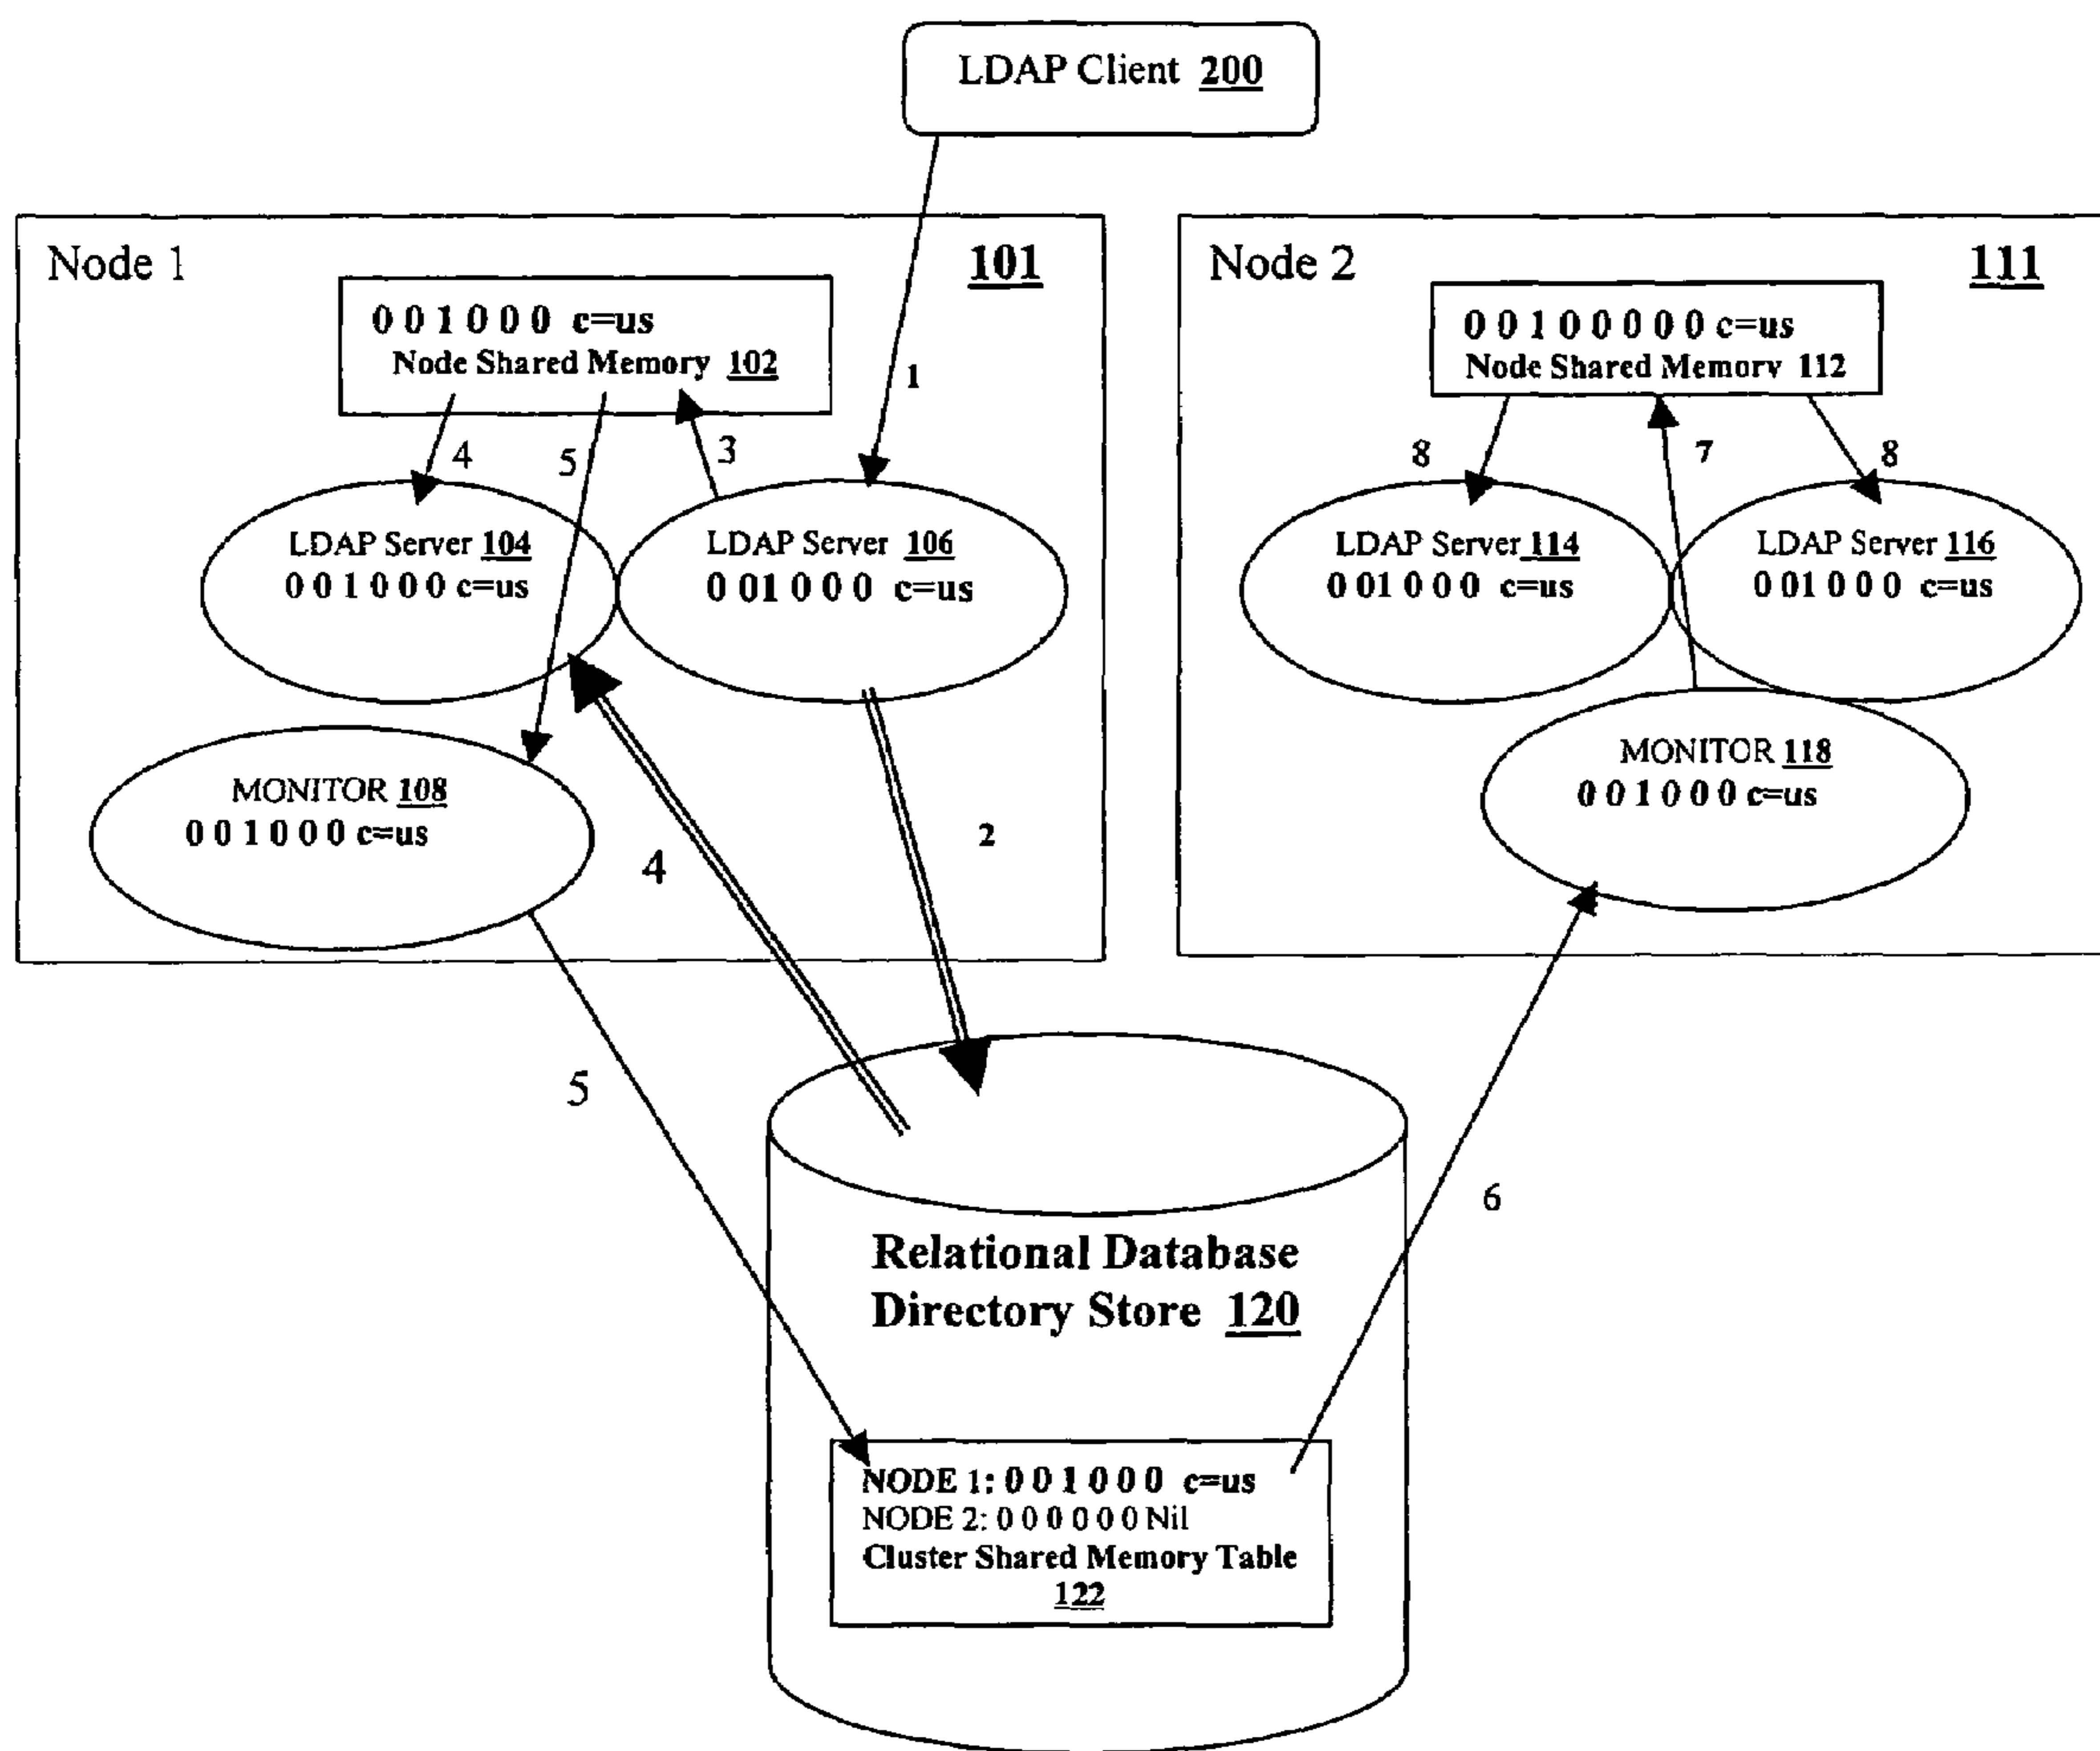 LDAP Client 200
Node 1
101
0 0 1 0 0 0 c=us
Node Shared Memory 102
1
4
5
3
LDAP Server 104
0 0 1 0 0 0 c=us
LDAP Server 106
0 01 0 0 0 c=us
MONITOR 108
0 0 1 0 0 0 c=us
4
2
Node 2
111
0 0 1 0 0 0 0 0 c=us
Node Shared Memory 112
8
7
8
LDAP Server 114
0 01 0 0 0 c=us
LDAP Server 116
0 01 0 0 0 c=us
MONITOR 118
0 0 1 0 0 0 c=us
5
6
Relational Database
Directory Store 120
NODE 1: 0 0 1 0 0 0 c=us
NODE 2: 0 0 0 0 0 0 Nil
Cluster Shared Memory Table
122